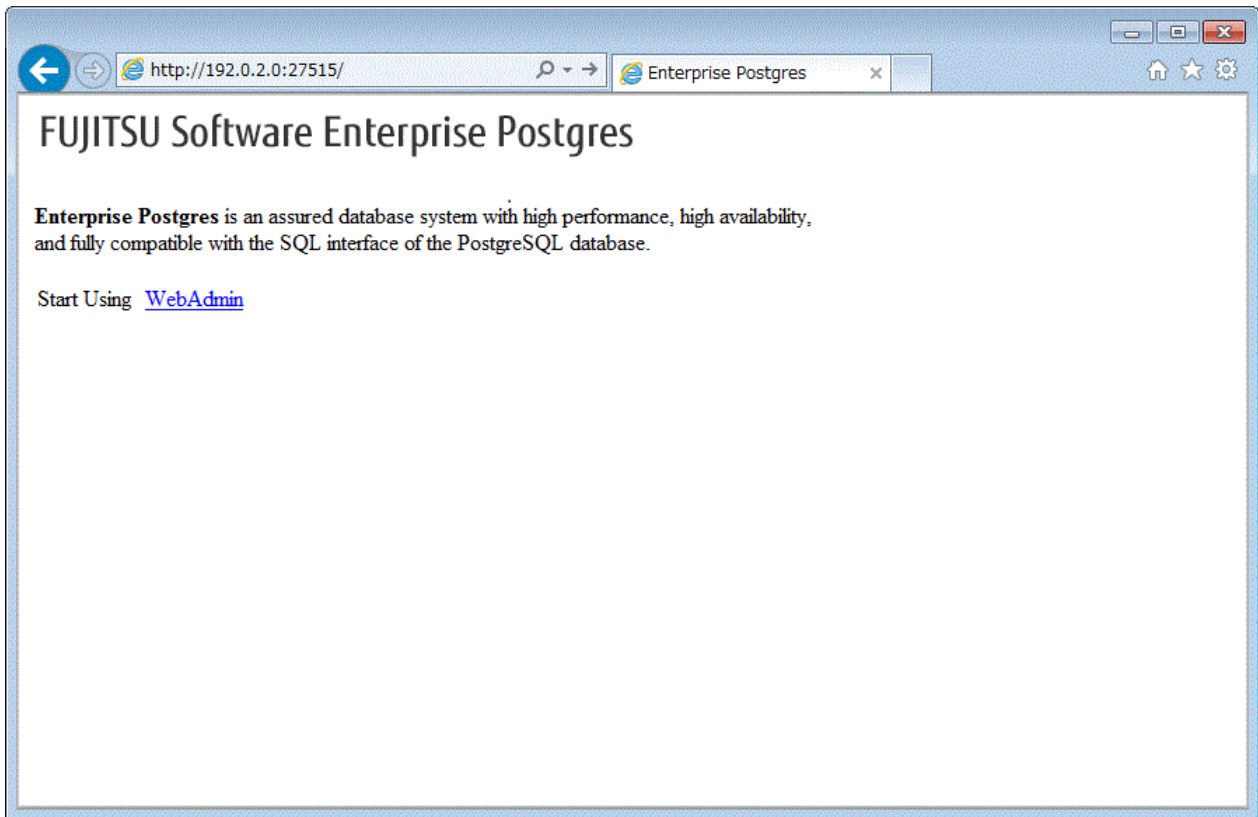 http://192.0.2.0:27515/
Enterprise Postgres
FUJITSU Software Enterprise Postgres
Enterprise Postgres is an assured database system with high performance, high availability,
and fully compatible with the SQL interface of the PostgreSQL database.
Start Using WebAdmin